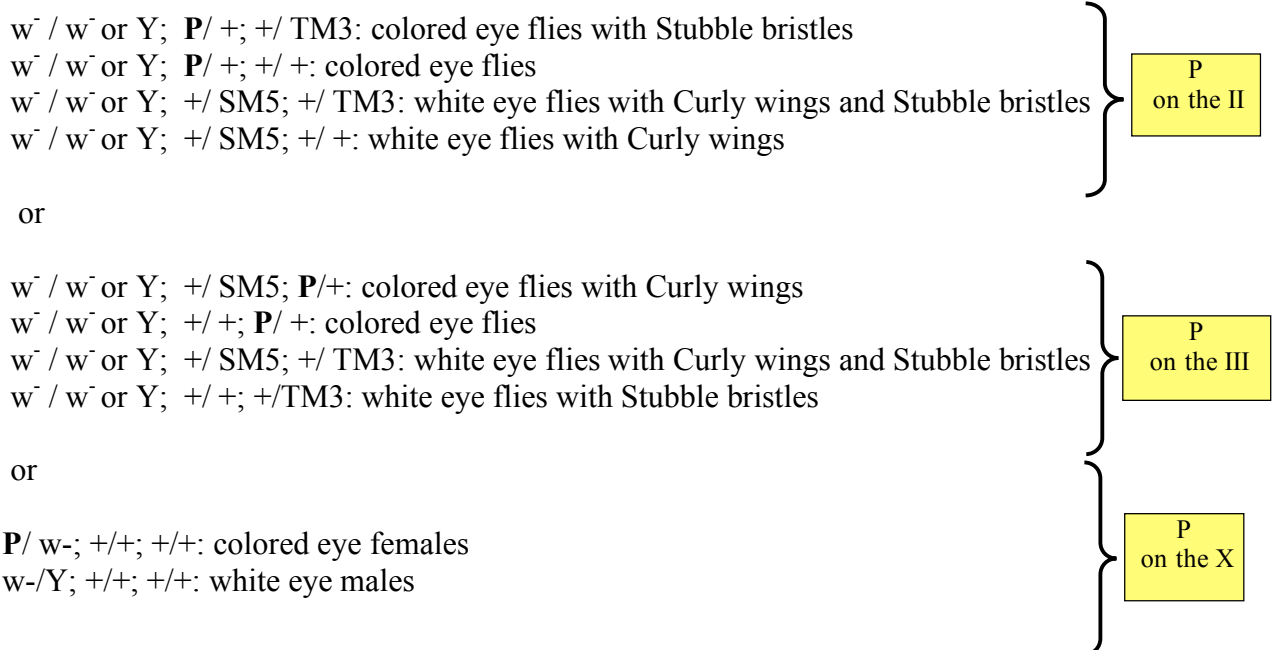 w⁻ / w⁻ or Y; P/ +; +/ TM3: colored eye flies with Stubble bristles
w⁻ / w⁻ or Y; P/ +; +/ +: colored eye flies
w⁻ / w⁻ or Y; +/ SM5; +/ TM3: white eye flies with Curly wings and Stubble bristles
w⁻ / w⁻ or Y; +/ SM5; +/ +: white eye flies with Curly wings
P
on the II
or
w⁻ / w⁻ or Y; +/ SM5; P/+: colored eye flies with Curly wings
w⁻ / w⁻ or Y; +/ +; P/ +: colored eye flies
w⁻ / w⁻ or Y; +/ SM5; +/ TM3: white eye flies with Curly wings and Stubble bristles
w⁻ / w⁻ or Y; +/ +; +/TM3: white eye flies with Stubble bristles
P
on the III
or
P/ w-; +/+; +/+: colored eye females
w-/Y; +/+; +/+: white eye males
P
on the X